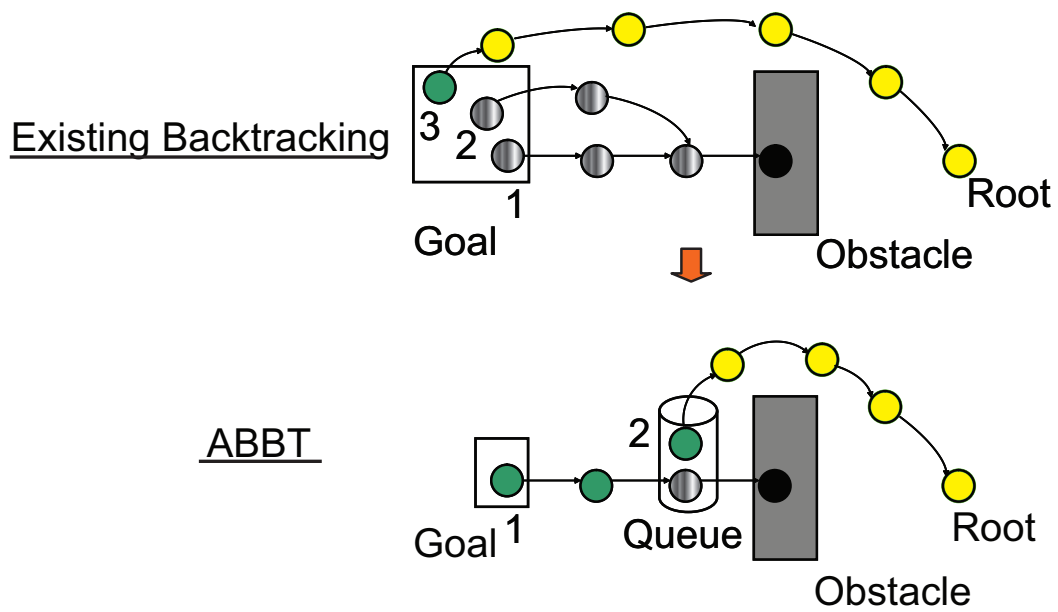 3
2
Existing Backtracking
1
Root
Goal
Obstacle
2
ABBT
Goal 1
Queue
Root
Obstacle